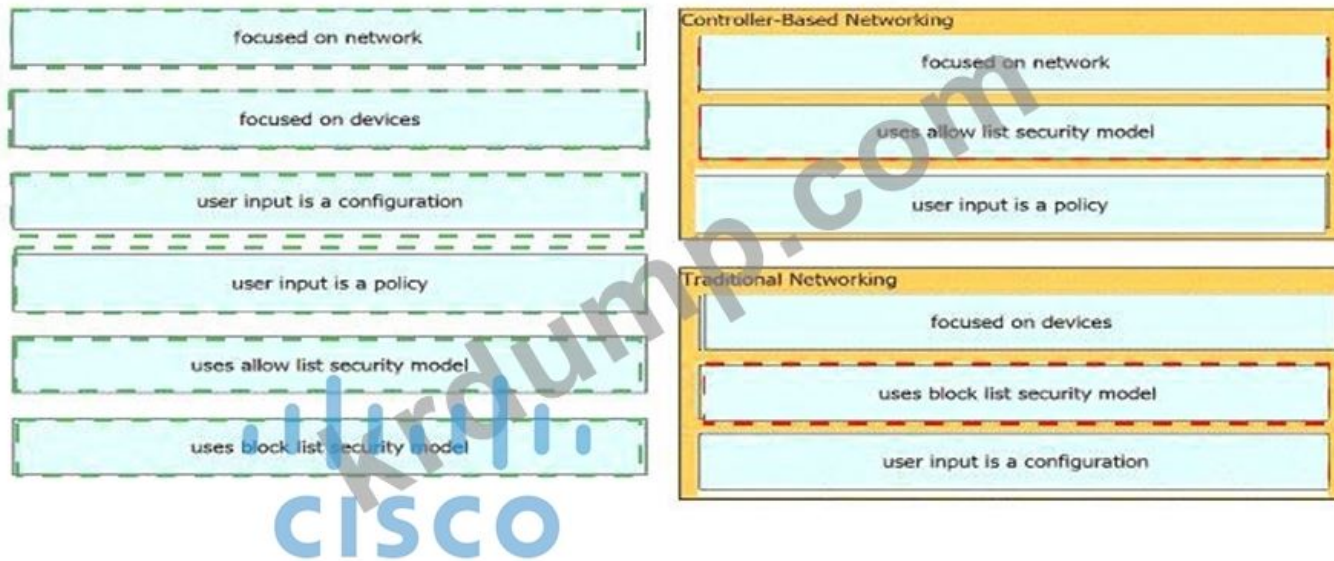 focused on network
focused on devices
user input is a configuration
user input is a policy
uses allow list security model
uses block list security model
Controller-Based Networking
focused on network
uses allow list security model
user input is a policy
Traditional Networking
focused on devices
uses block list security model
user input is a configuration
krdump.com
CISCO